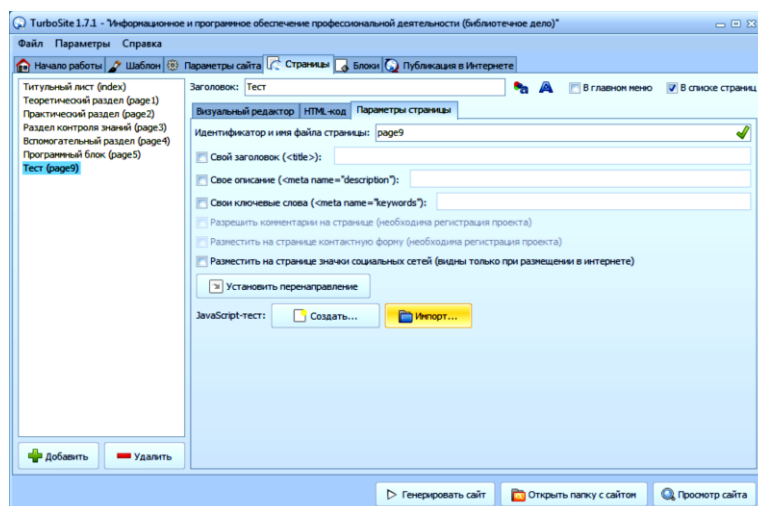 TurboSite 1.7.1 - "Информационное и программное обеспечение профессиональной деятельности (библиотечное дело)"
Файл Параметры Справка
Начало работы Шаблон Параметры сайта Страницы Блоки Публикация в Интернете
Титульный лист (index)
Теоретический раздел (page1)
Практический раздел (page2)
Раздел контроля знаний (page3)
Вспомогательный раздел (page4)
Программный блок (page5)
Тест (page9)
Заголовок: Тест В главном меню В списке страниц
Визуальный редактор HTML-код Параметры страницы
Идентификатор и имя файла страницы: page9
Свой заголовок (<title>):
Свое описание (<meta name="description"):
Свои ключевые слова (<meta name="keywords"):
Разрешить комментарии на странице (необходима регистрация проекта)
Разместить на странице контактную форму (необходима регистрация проекта)
Разместить на странице значки социальных сетей (видны только при размещении в интернете)
Установить перенаправление
JavaScript-тест: Создать... Импорт...
Добавить Удалить
Генерировать сайт Открыть папку с сайтом Просмотр сайта